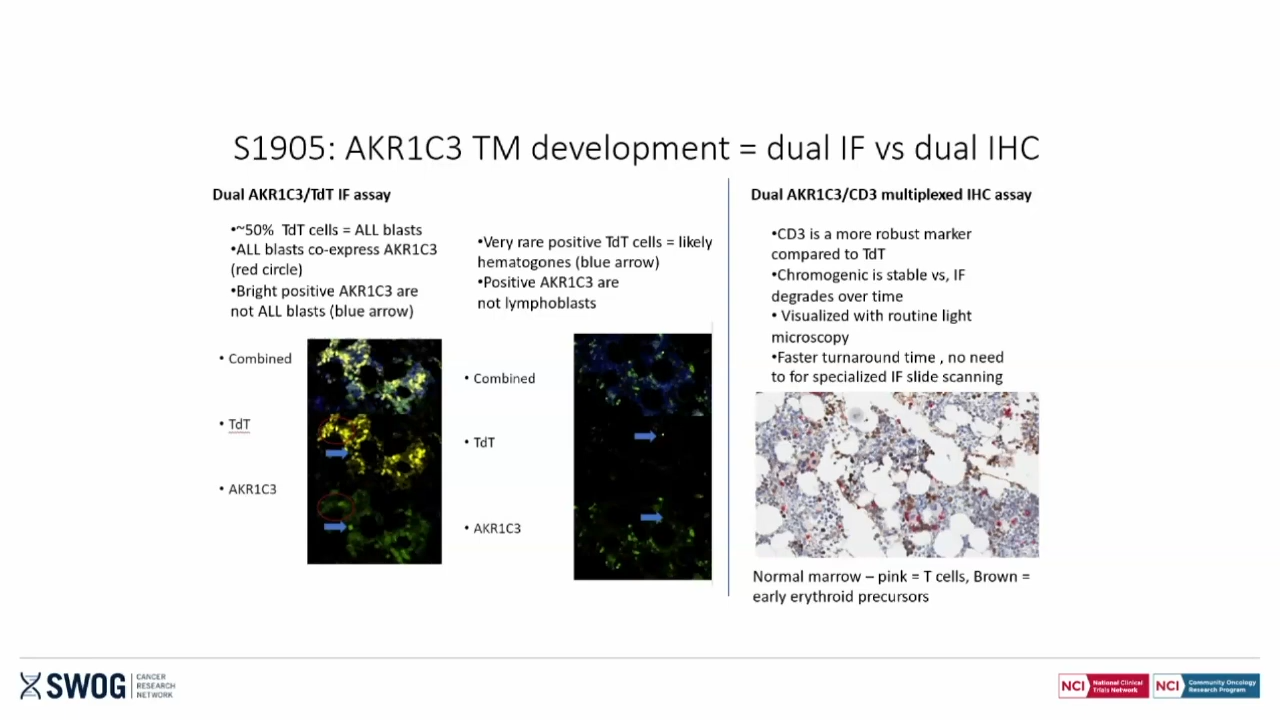 S1905: AKR1C3 TM development = dual IF vs dual IHC
Dual AKR1C3/TdT IF assay
•~50% TdT cells = ALL blasts
•ALL blasts co-express AKR1C3
(red circle)
•Bright positive AKR1C3 are
not ALL blasts (blue arrow)
• Combined
• TdT
• AKR1C3
•Very rare positive TdT cells = likely
hematogones (blue arrow)
•Positive AKR1C3 are
not lymphoblasts
• Combined
• TdT
• AKR1C3
Dual AKR1C3/CD3 multiplexed IHC assay
•CD3 is a more robust marker
compared to TdT
•Chromogenic is stable vs, IF
degrades over time
• Visualized with routine light
microscopy
•Faster turnaround time , no need
to for specialized IF slide scanning
Normal marrow – pink = T cells, Brown =
early erythroid precursors
SWOG
CANCER
RESEARCH
NETWORK
NCI
National Clinical
Trials Network
NCI
Community Oncology
Research Program